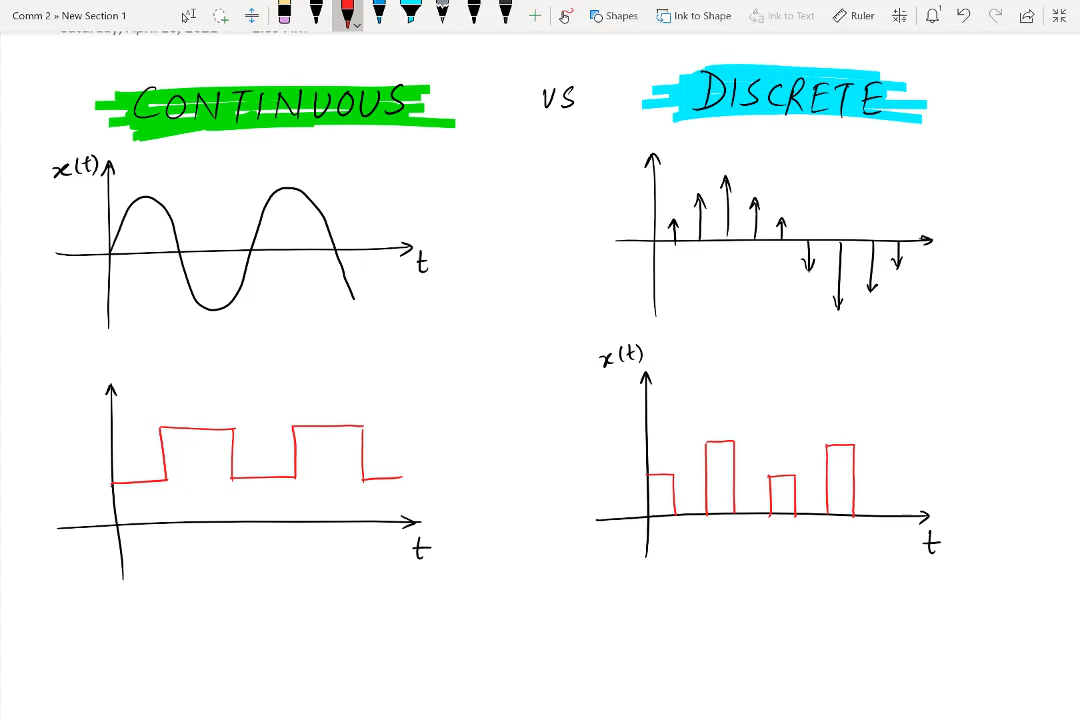 Comm 2 » New Section 1
Shapes
Ink to Shape
Ink to Text
Ruler
CONTINUOUS
VS
DISCRETE
x(t)
t
x(t)
t
t